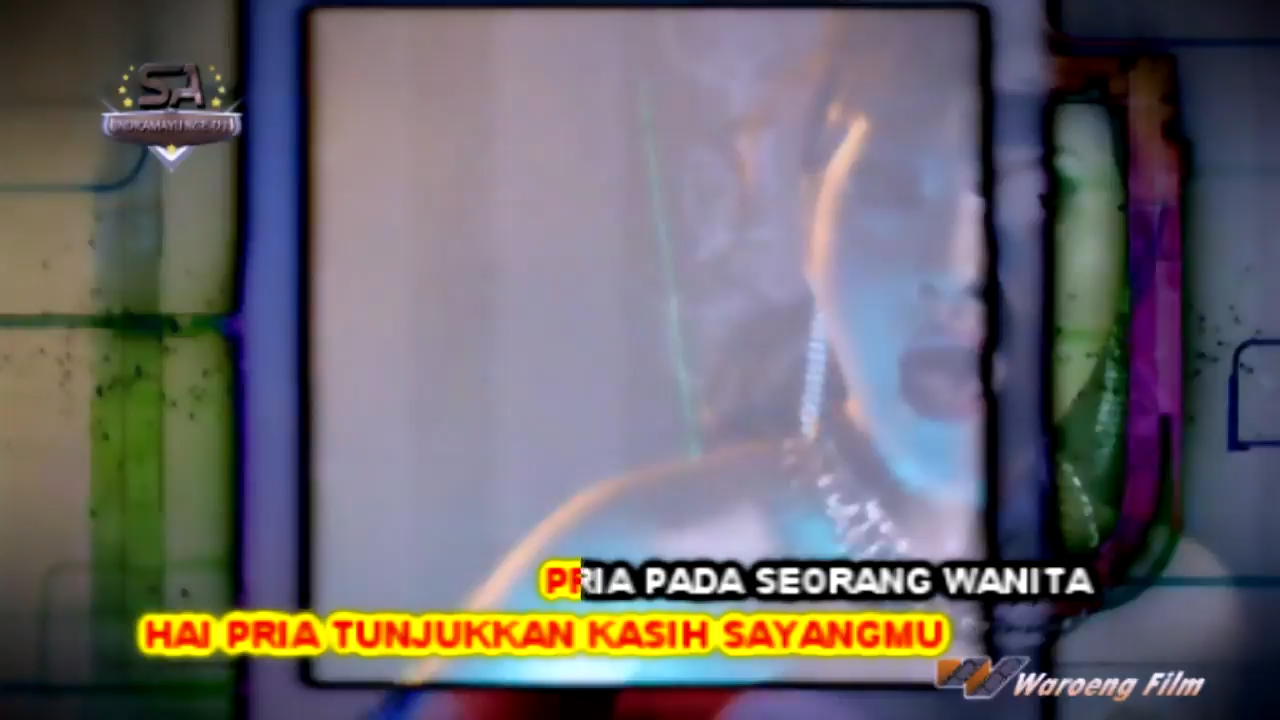 SA
PRIA PADA SEORANG WANITA
HAI PRIA TUNJUKKAN KASIH SAYANGMU
Waroeng Film